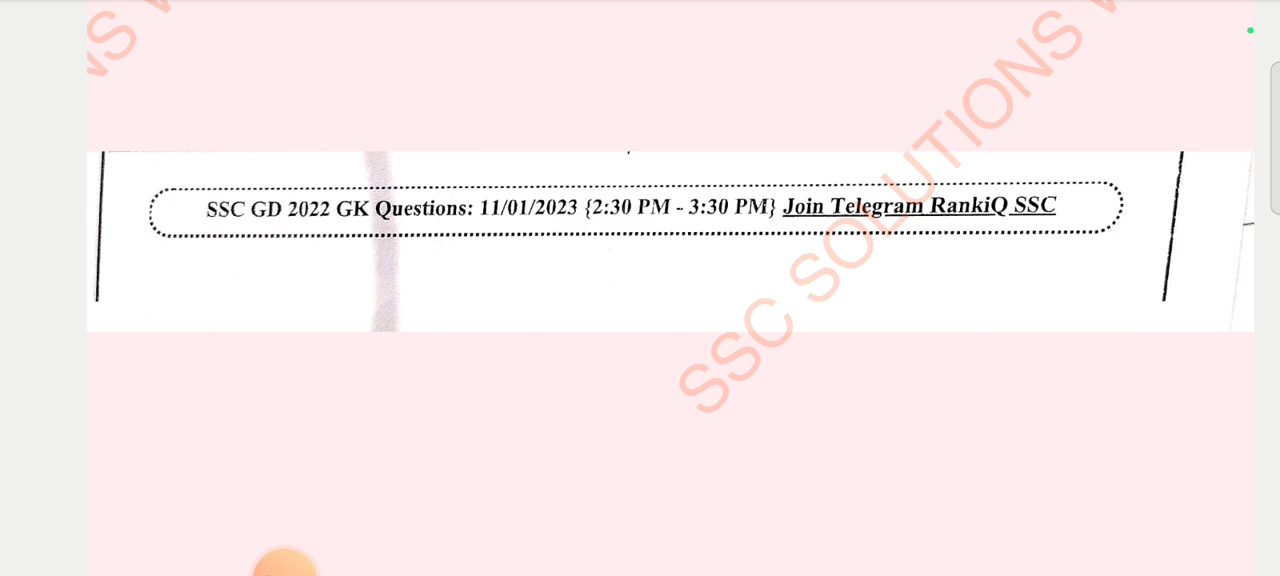 SSC GD 2022 GK Questions: 11/01/2023 {2:30 PM - 3:30 PM} Join Telegram RankiQ SSC
SSC SOLUTIONS
NS